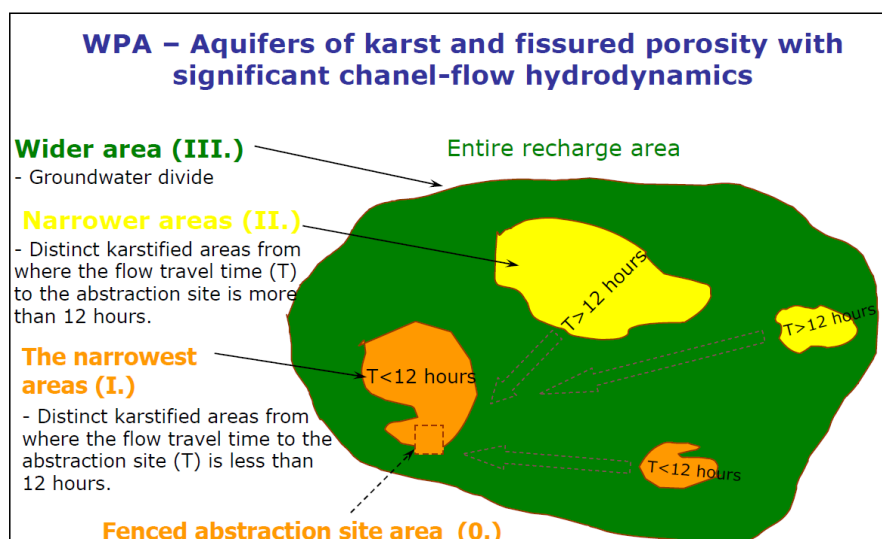 WPA – Aquifers of karst and fissured porosity with
significant chanel-flow hydrodynamics
Wider area (III.)
- Groundwater divide
Entire recharge area
Narrower areas (II.)
- Distinct karstified areas from
where the flow travel time (T)
to the abstraction site is more
than 12 hours.
T>12 hours
T>12 hours
The narrowest
areas (I.)
- Distinct karstified areas from
where the flow travel time to the
abstraction site (T) is less than
12 hours.
T<12 hours
T<12 hours
Fenced abstraction site area (0.)